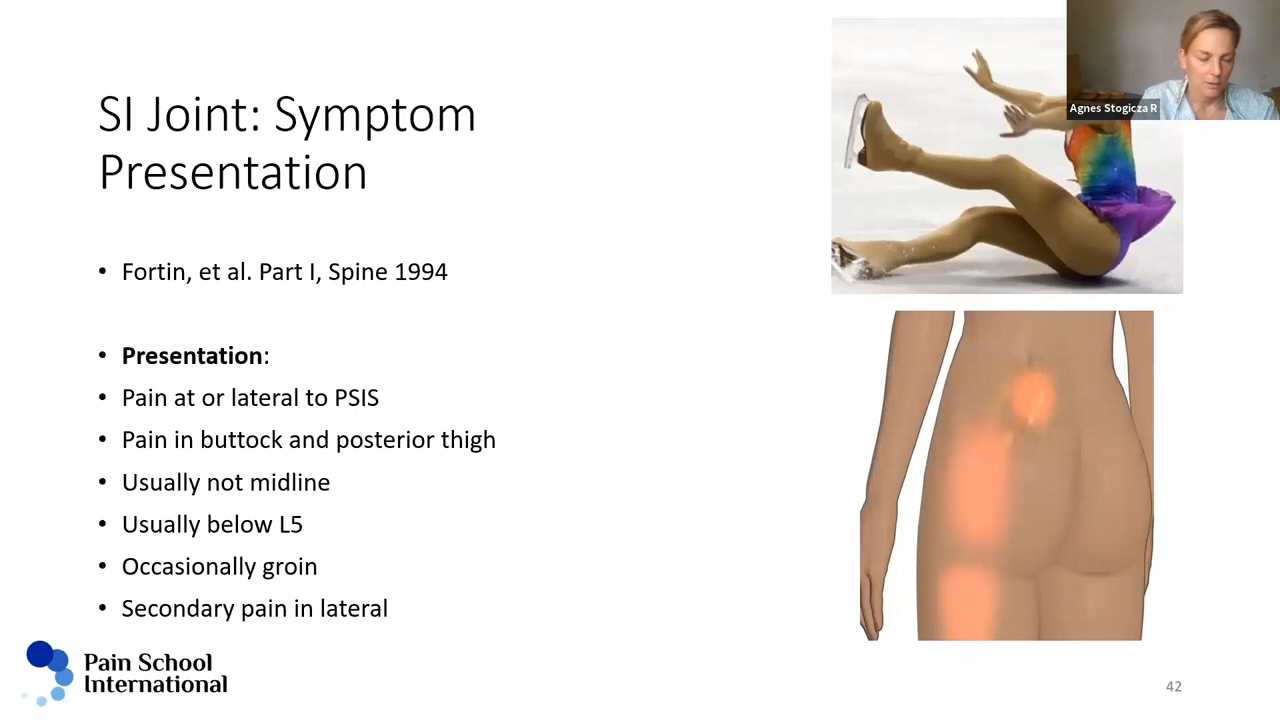 Agnes Stogicza R
SI Joint: Symptom
Presentation
• Fortin, et al. Part I, Spine 1994
• Presentation:
• Pain at or lateral to PSIS
• Pain in buttock and posterior thigh
• Usually not midline
• Usually below L5
• Occasionally groin
• Secondary pain in lateral
Pain School
International
42